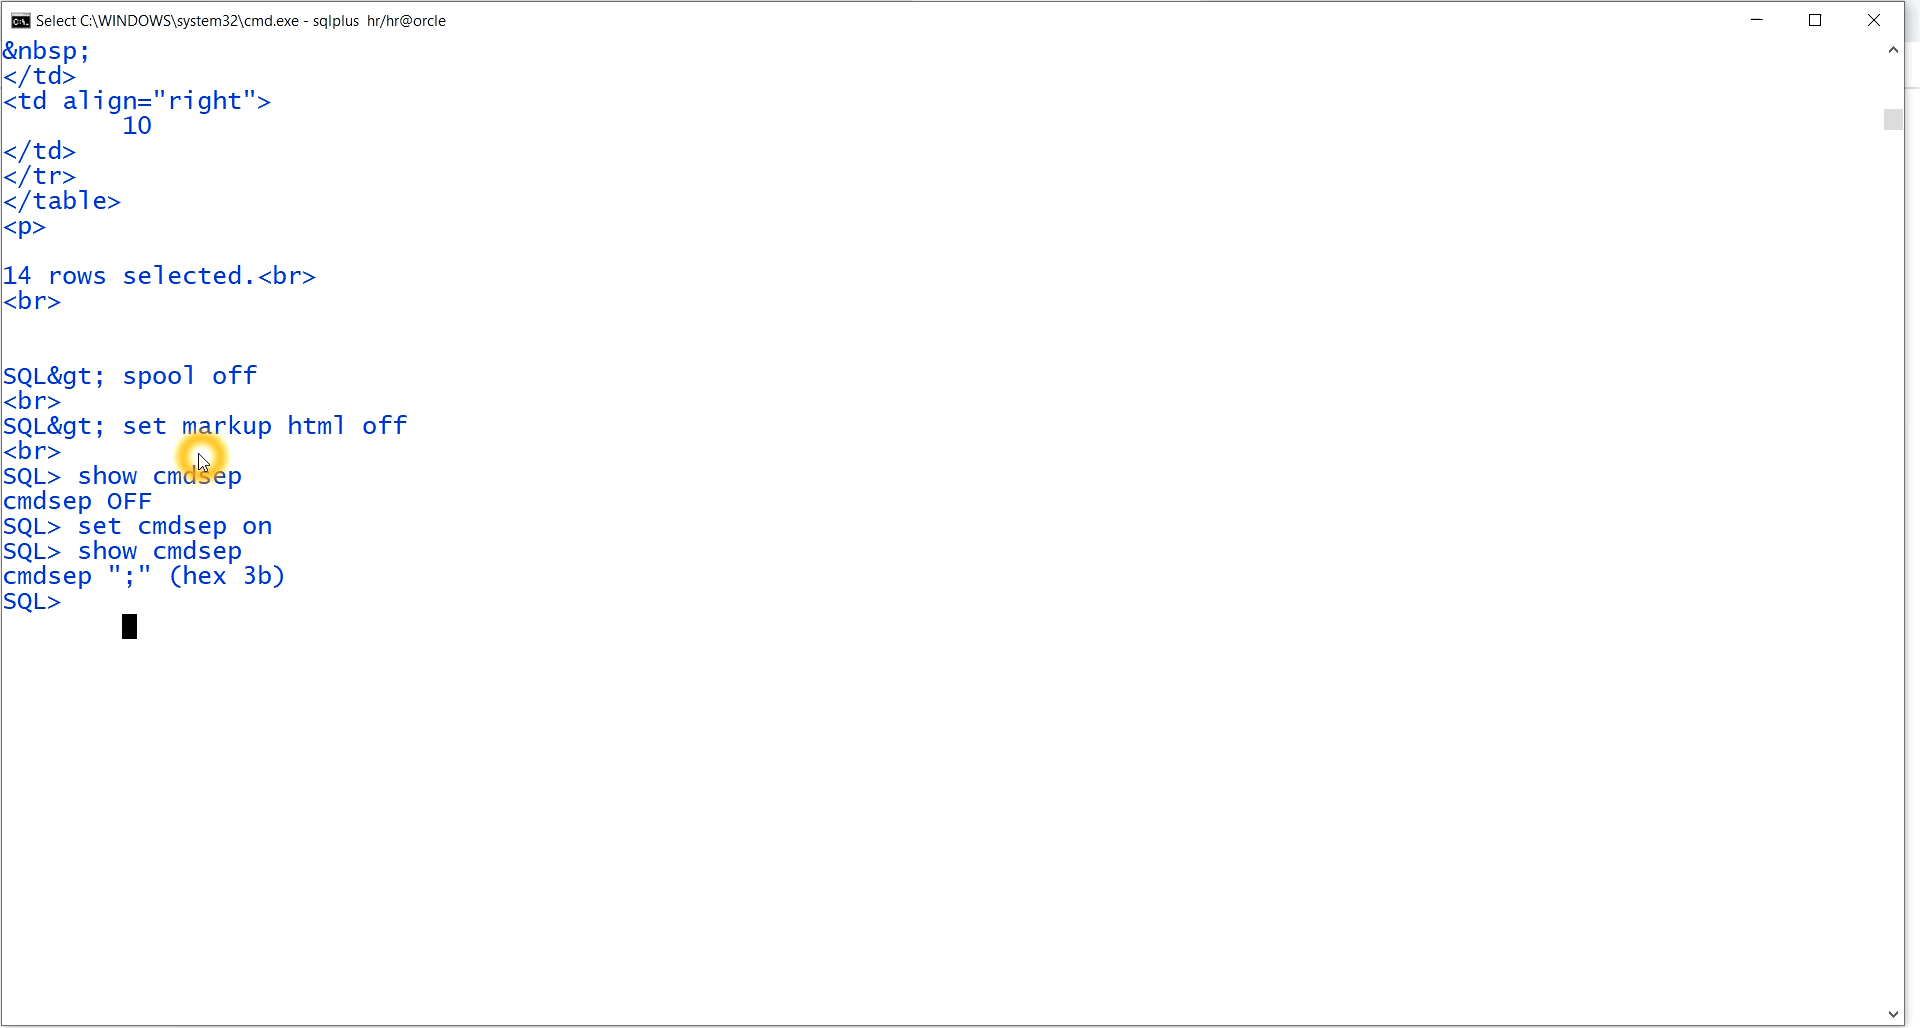 Select C:\WINDOWS\system32\cmd.exe - sqlplus  hr/hr@orcle
&nbsp;
</td>
<td align="right">
        10
</td>
</tr>
</table>
<p>
14 rows selected.<br>
<br>
SQL&gt; spool off
<br>
SQL&gt; set markup html off
<br>
SQL> show cmdsep
cmdsep OFF
SQL> set cmdsep on
SQL> show cmdsep
cmdsep ";" (hex 3b)
SQL>